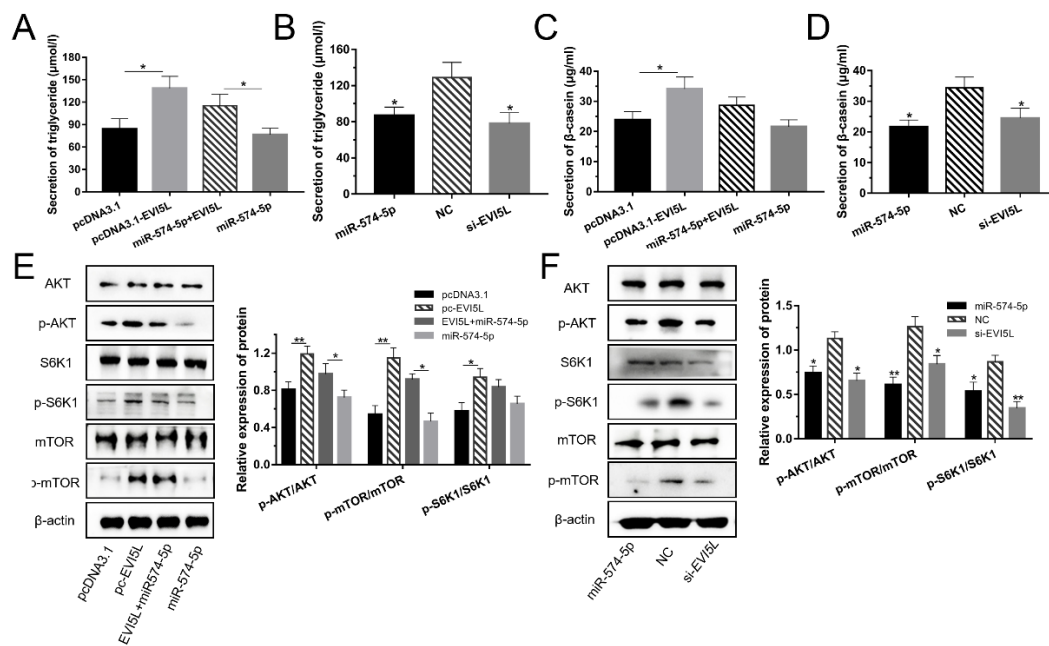 A
Secretion of triglyceride (μmol/l)
180
150
120
90
60
30
0
*
*
pcDNA3.1
pcDNA3.1-EVI5L
miR-574-5p+EVI5L
miR-574-5p
B
Secretion of triglyceride (μmol/l)
160
120
80
40
0
*
*
miR-574-5p
NC
si-EVI5L
C
Secretion of β-casein (μg/ml)
50
40
30
20
10
0
*
pcDNA3.1
pcDNA3.1-EVI5L
miR-574-5p+EVI5L
miR-574-5p
D
Secretion of β-casein (μg/ml)
50
40
30
20
10
0
*
*
miR-574-5p
NC
si-EVI5L
E
AKT
p-AKT
S6K1
p-S6K1
mTOR
p-mTOR
β-actin
pcDNA3.1
pc-EVI5L
EVI5L+miR574-5p
miR-574-5p
Relative expression of protein
1.2
0.8
0.4
0.0
pcDNA3.1
pc-EVI5L
EVI5L+miR-574-5p
miR-574-5p
**
*
**
*
*
p-AKT/AKT
p-mTOR/mTOR
p-S6K1/S6K1
F
AKT
p-AKT
S6K1
p-S6K1
mTOR
p-mTOR
β-actin
miR-574-5p
NC
si-EVI5L
Relative expression of protein
1.5
1.0
0.5
0.0
miR-574-5p
NC
si-EVI5L
*
*
**
*
*
**
p-AKT/AKT
p-mTOR/mTOR
p-S6K1/S6K1